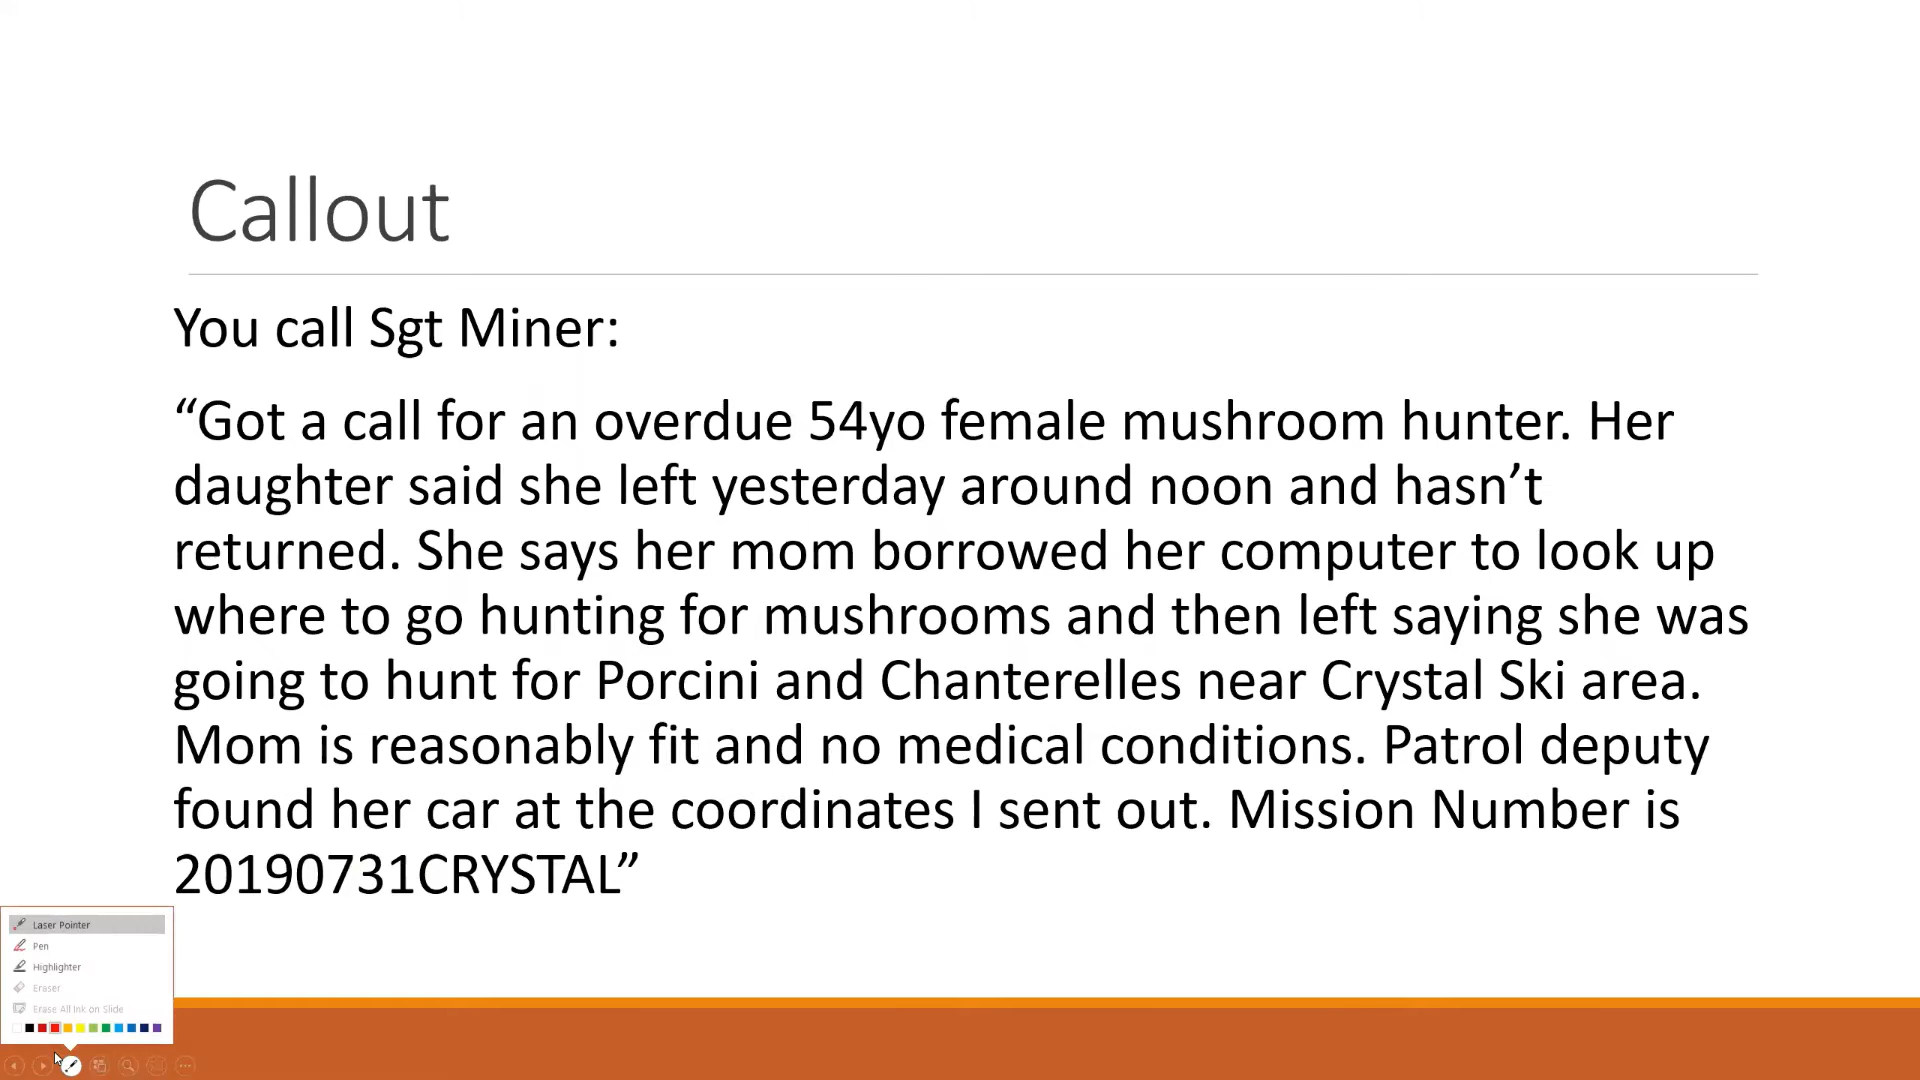 Callout
You call Sgt Miner:
“Got a call for an overdue 54yo female mushroom hunter. Her
daughter said she left yesterday around noon and hasn’t
returned. She says her mom borrowed her computer to look up
where to go hunting for mushrooms and then left saying she was
going to hunt for Porcini and Chanterelles near Crystal Ski area.
Mom is reasonably fit and no medical conditions. Patrol deputy
found her car at the coordinates I sent out. Mission Number is
20190731CRYSTAL”
Laser Pointer
Pen
Highlighter
Eraser
Erase All Ink on Slide